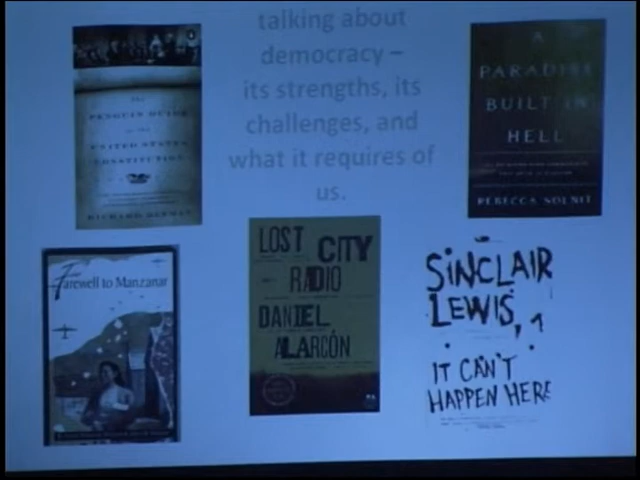 talking about
democracy –
its strengths, its
challenges, and
what it requires of
us.
The
PENGUIN GUIDE
to the
UNITED STATES
CONSTITUTION
RICHARD BEEMAN
A
PARADISE
BUILT IN
HELL
REBECCA SOLNIT
Farewell to Manzanar
LOST CITY
RADIO
DANIEL
ALARCÓN
SINCLAIR
LEWIS,
IT CAN'T
HAPPEN HERE